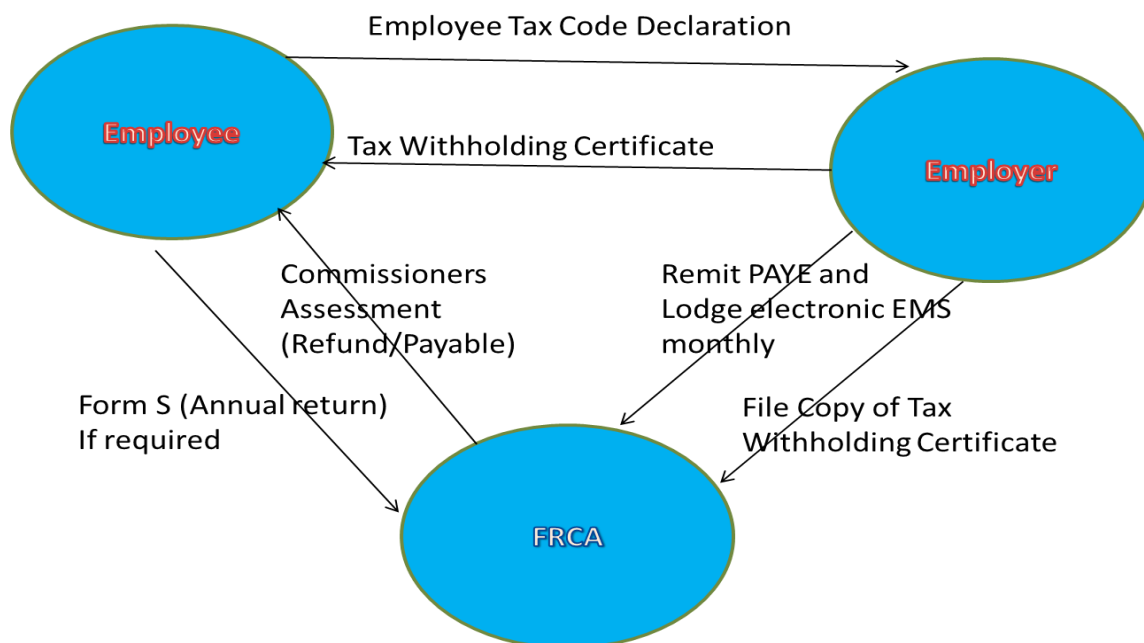 Employee Tax Code Declaration
Employee
Tax Withholding Certificate
Employer
Commissioners
Assessment
(Refund/Payable)
Remit PAYE and
Lodge electronic EMS
monthly
Form S (Annual return)
If required
File Copy of Tax
Withholding Certificate
FRCA